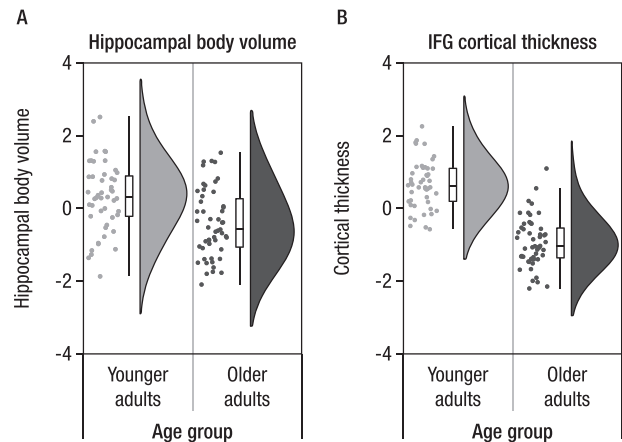 A
Hippocampal body volume
Hippocampal body volume
4
2
0
-2
-4
Younger
adults
Older
adults
Age group
B
IFG cortical thickness
Cortical thickness
4
2
0
-2
-4
Younger
adults
Older
adults
Age group